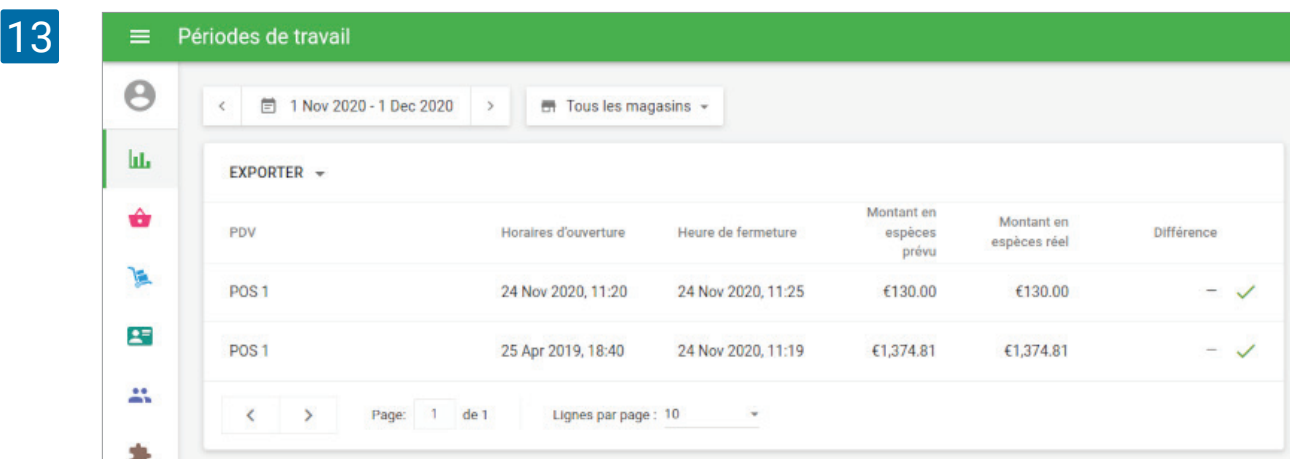 13
Périodes de travail
1 Nov 2020 - 1 Dec 2020
Tous les magasins
EXPORTER
PDV
Horaires d'ouverture
Heure de fermeture
Montant en
espèces
prévu
Montant en
espèces réel
Différence
POS 1 24 Nov 2020, 11:20 24 Nov 2020, 11:25 €130.00 €130.00 –
POS 1 25 Apr 2019, 18:40 24 Nov 2020, 11:19 €1,374.81 €1,374.81 –
Page: 1 de 1 Lignes par page : 10